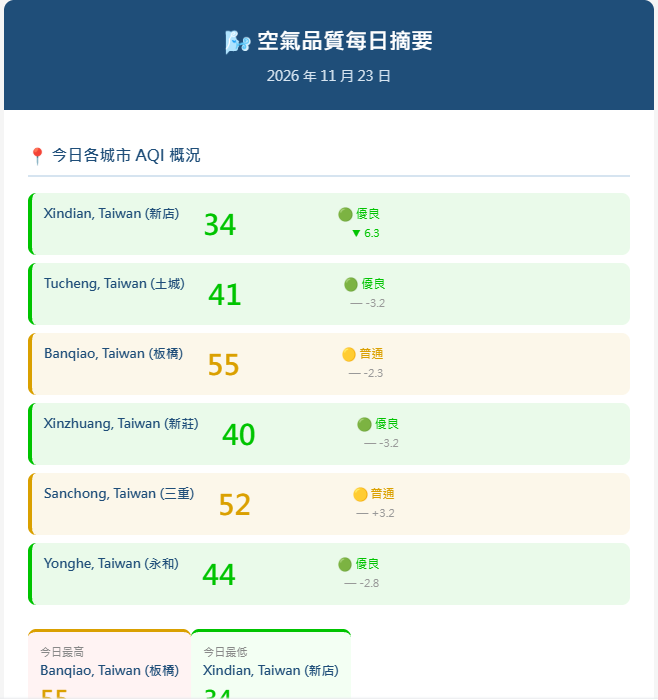 🌬️ 空氣品質每日摘要
2026 年 11 月 23 日
📍 今日各城市 AQI 概況
Xindian, Taiwan (新店) 34 🟢 優良
▼ 6.3
Tucheng, Taiwan (土城) 41 🟢 優良
— -3.2
Banqiao, Taiwan (板橋) 55 🟡 普通
— -2.3
Xinzhuang, Taiwan (新莊) 40 🟢 優良
— -3.2
Sanchong, Taiwan (三重) 52 🟡 普通
— +3.2
Yonghe, Taiwan (永和) 44 🟢 優良
— -2.8
今日最高
Banqiao, Taiwan (板橋)
55
今日最低
Xindian, Taiwan (新店)
34